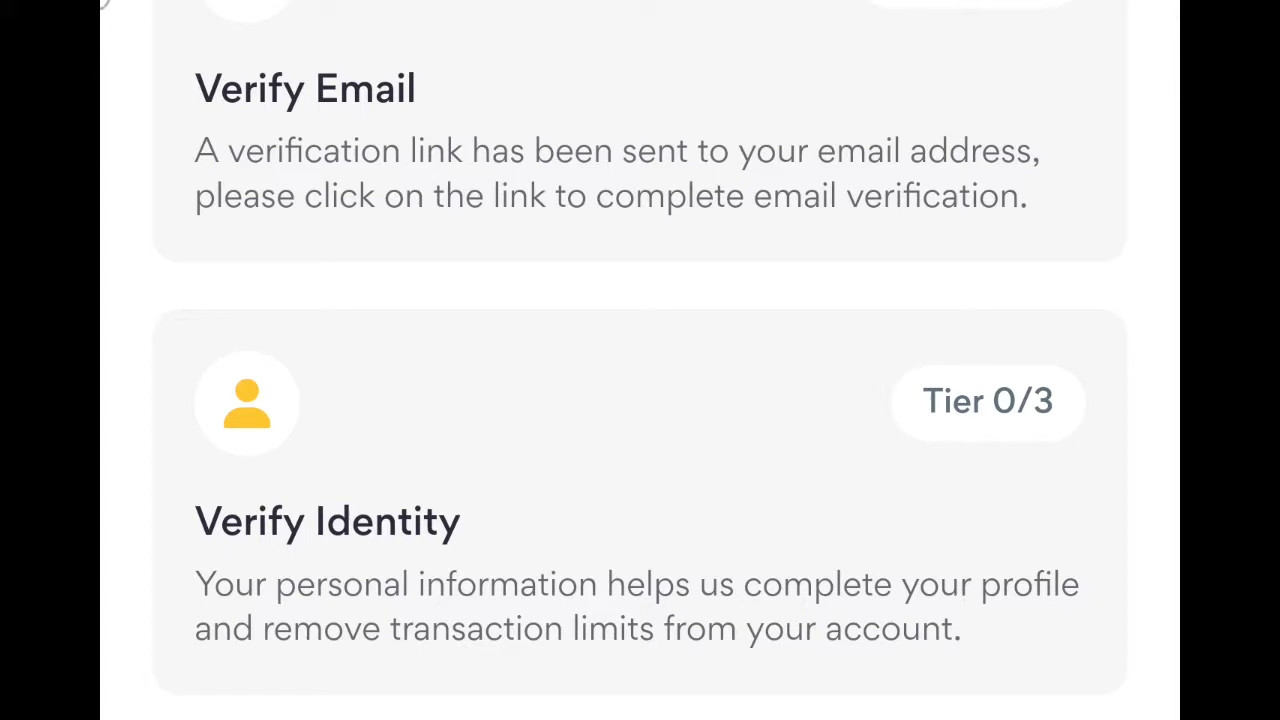 Verify Email
A verification link has been sent to your email address,
please click on the link to complete email verification.
Tier 0/3
Verify Identity
Your personal information helps us complete your profile
and remove transaction limits from your account.